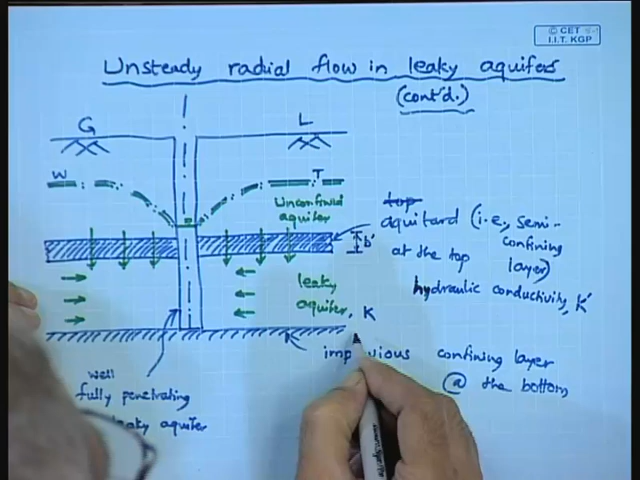 © CET
I.I.T. KGP
Unsteady radial flow in leaky aquifers
(cont'd.)
G L
W T
Unconfined
aquifer
top
aquitard (i.e., semi-
confining
at the top layer)
b'
hydraulic conductivity, K'
leaky
aquifer, K
impervious confining layer
@ the bottom
well
fully penetrating
leaky aquifer